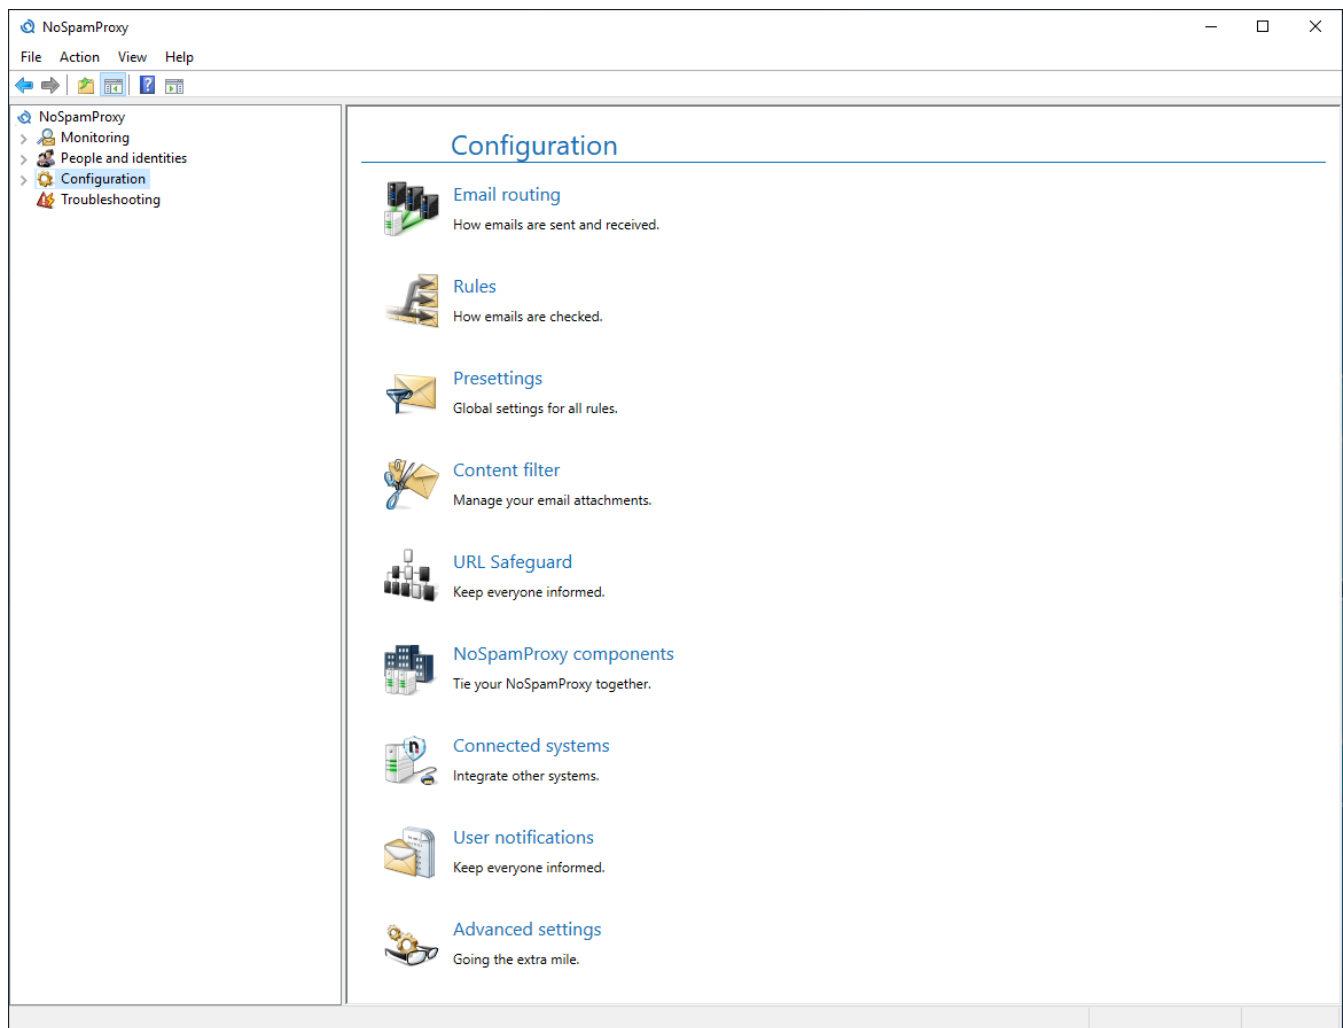 NoSpamProxy
File Action View Help
NoSpamProxy
Monitoring
People and identities
Configuration
Troubleshooting
Configuration
Email routing
How emails are sent and received.
Rules
How emails are checked.
Presettings
Global settings for all rules.
Content filter
Manage your email attachments.
URL Safeguard
Keep everyone informed.
NoSpamProxy components
Tie your NoSpamProxy together.
Connected systems
Integrate other systems.
User notifications
Keep everyone informed.
Advanced settings
Going the extra mile.